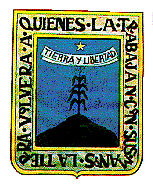 LA TIERRA VOLVERA A QUIENES LA TRABAJAN CON SUS MANOS
TIERRA Y LIBERTAD